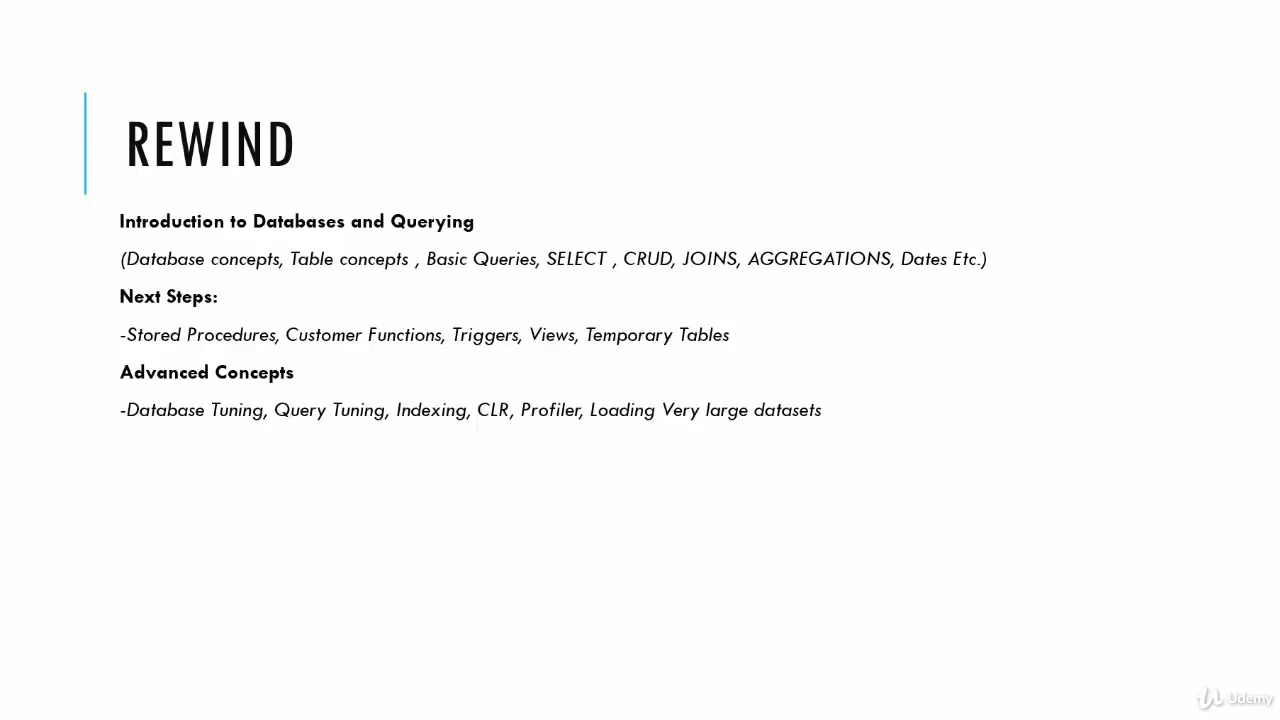 REWIND
Introduction to Databases and Querying
(Database concepts, Table concepts , Basic Queries, SELECT , CRUD, JOINS, AGGREGATIONS, Dates Etc.)
Next Steps:
-Stored Procedures, Customer Functions, Triggers, Views, Temporary Tables
Advanced Concepts
-Database Tuning, Query Tuning, Indexing, CLR, Profiler, Loading Very large datasets
Udemy